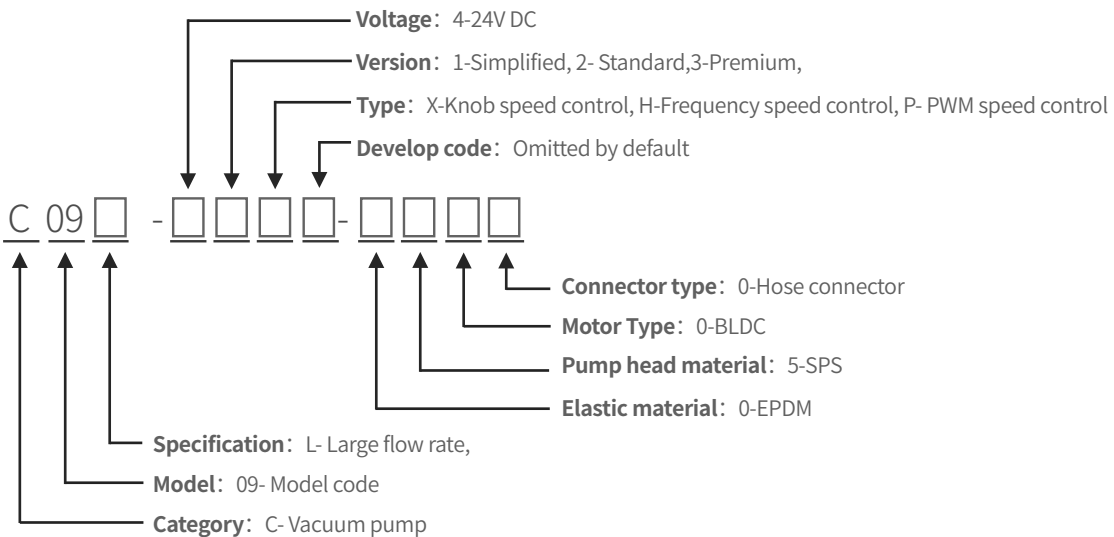 Voltage：4-24V DC
Version：1-Simplified, 2- Standard,3-Premium,
Type：X-Knob speed control, H-Frequency speed control, P- PWM speed control
Develop code：Omitted by default
C 09 □ - □ □ □ □ - □ □ □ □
Connector type：0-Hose connector
Motor Type：0-BLDC
Pump head material：5-SPS
Elastic material：0-EPDM
Specification：L- Large flow rate,
Model：09- Model code
Category：C- Vacuum pump